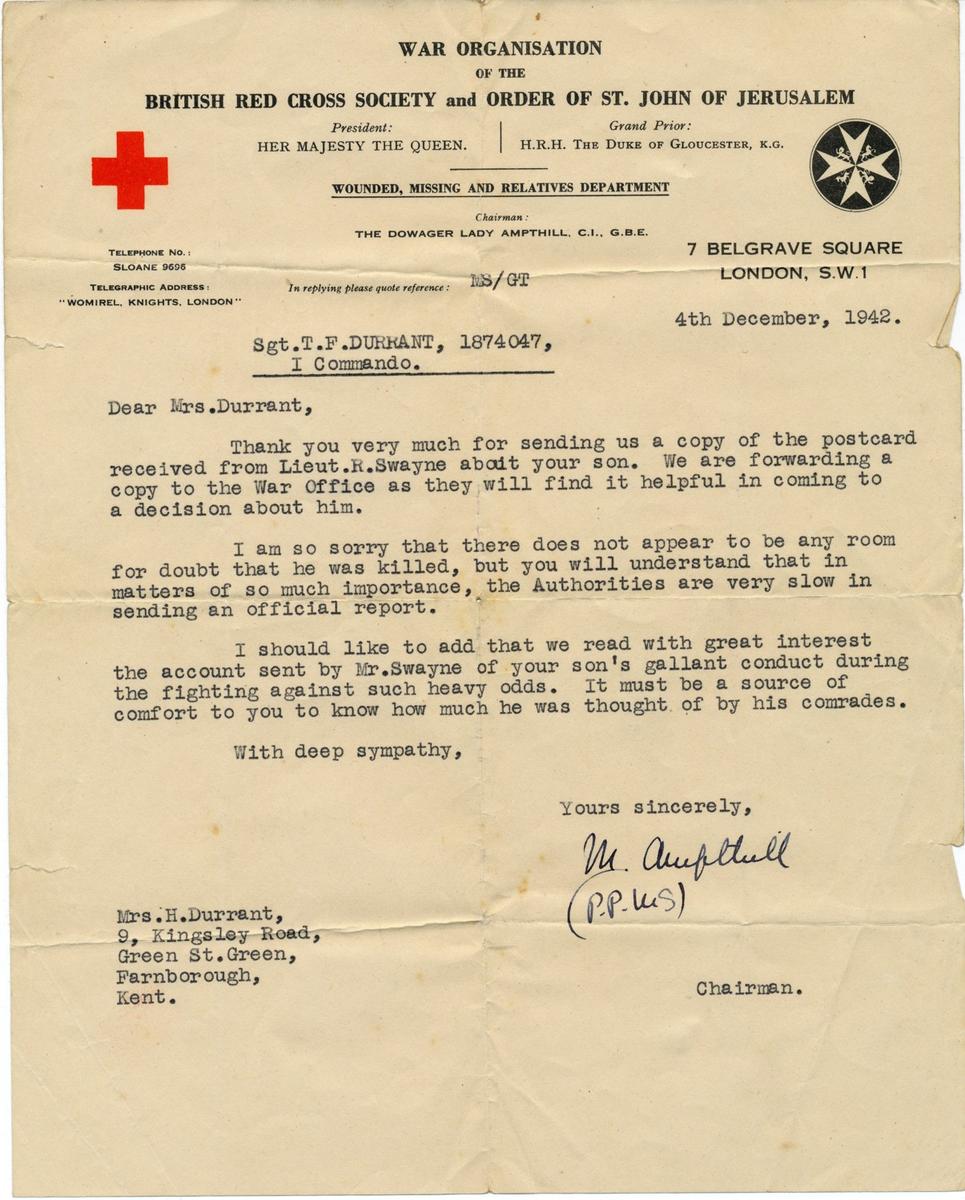 WAR ORGANISATION
OF THE
BRITISH RED CROSS SOCIETY and ORDER OF ST. JOHN OF JERUSALEM
President:
HER MAJESTY THE QUEEN.
Grand Prior:
H.R.H. THE DUKE OF GLOUCESTER, K.G.
WOUNDED, MISSING AND RELATIVES DEPARTMENT
Chairman:
THE DOWAGER LADY AMPTHILL, C.I., G.B.E.
TELEPHONE NO.:
SLOANE 9696
TELEGRAPHIC ADDRESS:
"WOMIREL, KNIGHTS, LONDON"
In replying please quote reference: MS/GT
7 BELGRAVE SQUARE
LONDON, S.W.1
4th December, 1942.
Sgt.T.F.DURRANT, 1874047,
I Commando.
Dear Mrs.Durrant,
Thank you very much for sending us a copy of the postcard
received from Lieut.R.Swayne aboit your son. We are forwarding a
copy to the War Office as they will find it helpful in coming to
a decision about him.
I am so sorry that there does not appear to be any room
for doubt that he was killed, but you will understand that in
matters of so much importance, the Authorities are very slow in
sending an official report.
I should like to add that we read with great interest
the account sent by Mr.Swayne of your son's gallant conduct during
the fighting against such heavy odds. It must be a source of
comfort to you to know how much he was thought of by his comrades.
With deep sympathy,
Yours sincerely,
M. Ampthill
(P.P. MS)
Chairman.
Mrs.H.Durrant,
9, Kingsley Road,
Green St.Green,
Farnborough,
Kent.